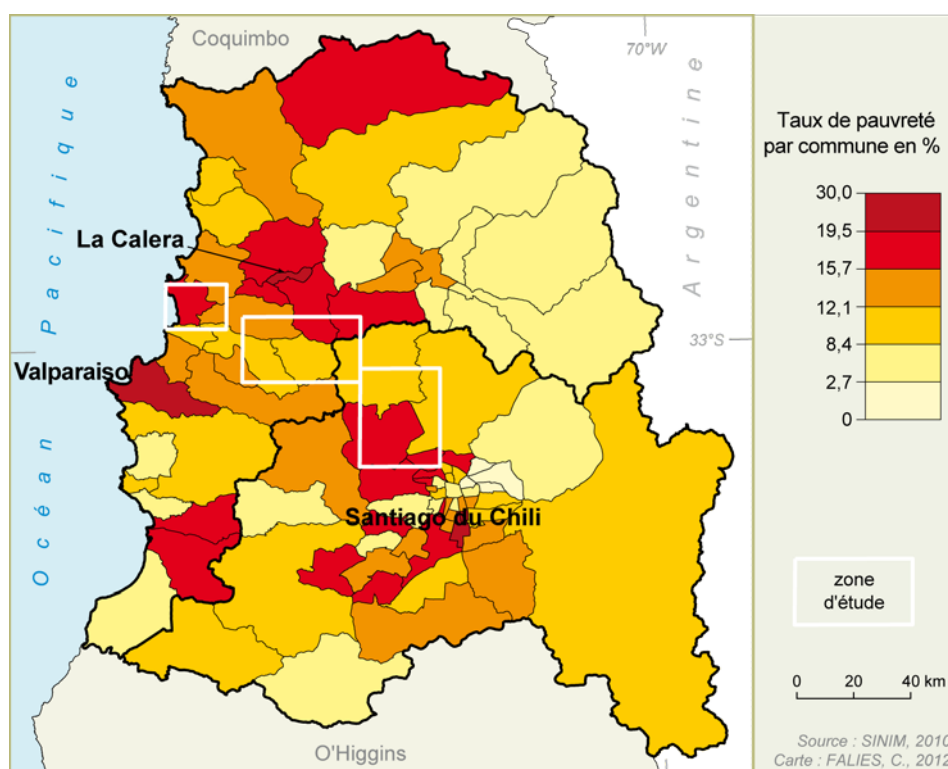 Coquimbo
70°W
Océan Pacifique
Argentine
La Calera
33°S
Valparaiso
Santiago du Chili
O'Higgins
Taux de pauvreté
par commune en %
30,0
19,5
15,7
12,1
8,4
2,7
0
zone
d'étude
0 20 40 km
Source : SINIM, 2010
Carte : FALIES, C., 2012